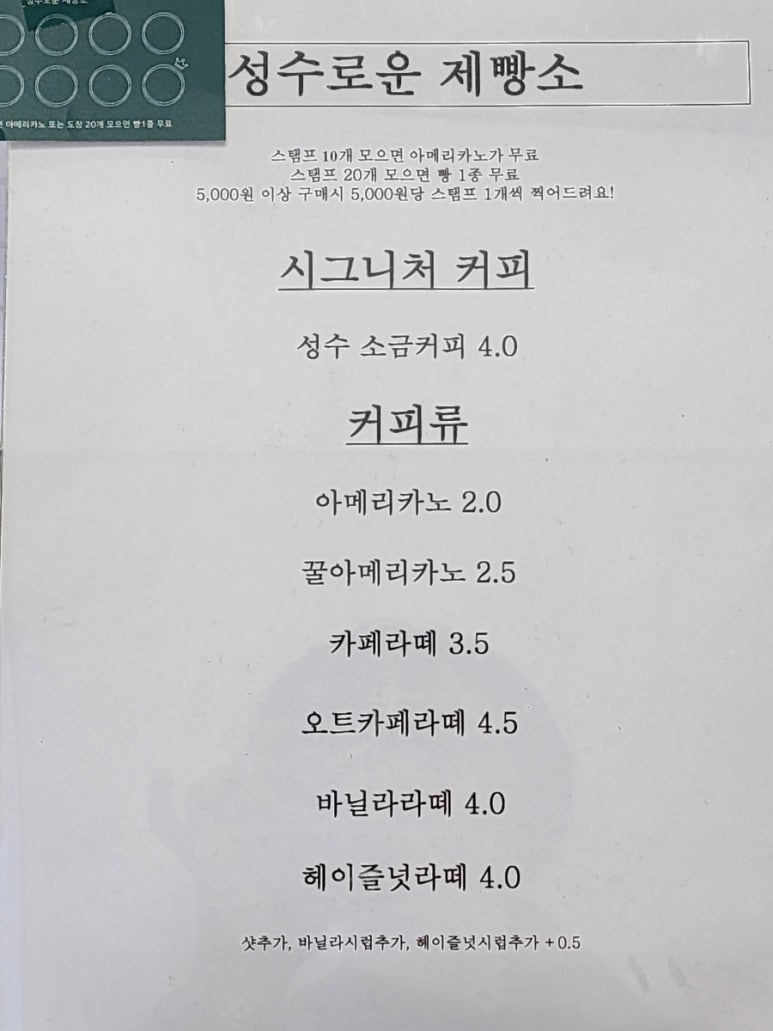 성수로운 제빵소
아메리카노 또는 도장 20개 모으면 빵1종 무료
성수로운 제빵소
스탬프 10개 모으면 아메리카노가 무료
스탬프 20개 모으면 빵 1종 무료
5,000원 이상 구매시 5,000원당 스탬프 1개씩 찍어드려요!
시그니처 커피
성수 소금커피 4.0
커피류
아메리카노 2.0
꿀아메리카노 2.5
카페라떼 3.5
오트카페라떼 4.5
바닐라라떼 4.0
헤이즐넛라떼 4.0
샷추가, 바닐라시럽추가, 헤이즐넛시럽추가 +0.5